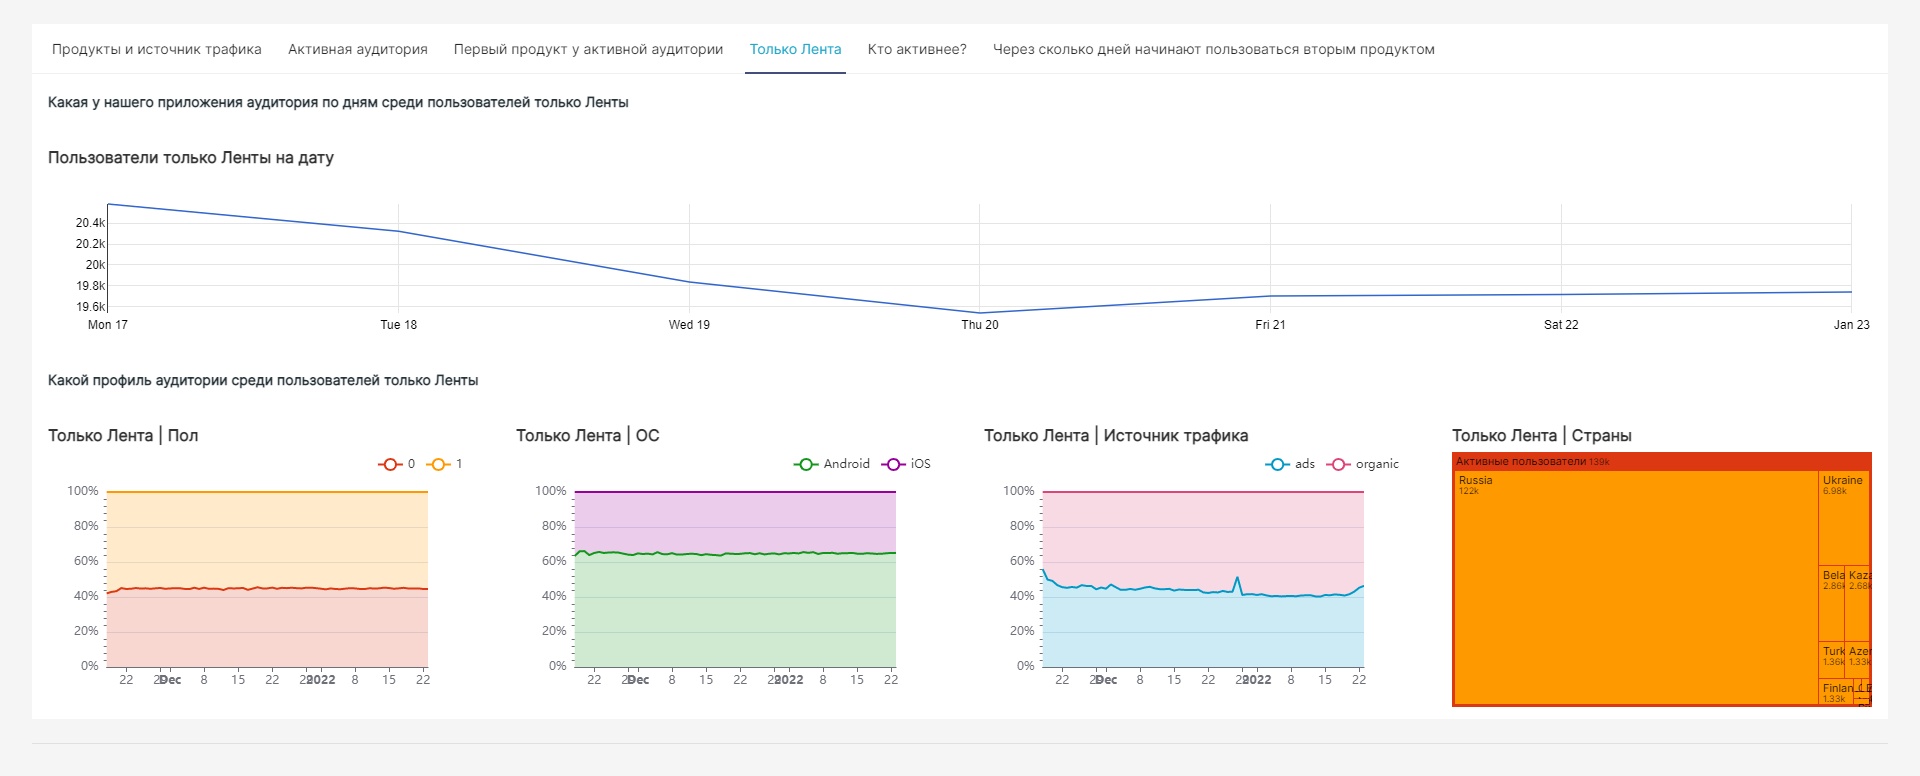 Продукты и источник трафика Активная аудитория Первый продукт у активной аудитории Только Лента Кто активнее? Через сколько дней начинают пользоваться вторым продуктом
Какая у нашего приложения аудитория по дням среди пользователей только Ленты
Пользователи только Ленты на дату
20.4k
20.2k
20k
19.8k
19.6k
Mon 17 Tue 18 Wed 19 Thu 20 Fri 21 Sat 22 Jan 23
Какой профиль аудитории среди пользователей только Ленты
Только Лента | Пол
0 1
100%
80%
60%
40%
20%
0%
22 Dec 8 15 22 2022 8 15 22
Только Лента | ОС
Android iOS
100%
80%
60%
40%
20%
0%
22 Dec 8 15 22 2022 8 15 22
Только Лента | Источник трафика
ads organic
100%
80%
60%
40%
20%
0%
22 Dec 8 15 22 2022 8 15 22
Только Лента | Страны
Активные пользователи 139k
Russia
122k
Ukraine
6.98k
Bela Kaza
2.86k 2.68k
Turk Azer
1.36k 1.33k
Finlan
1.33k